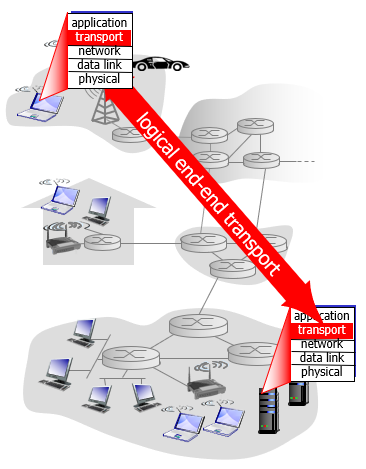 application
transport
network
data link
physical
logical end-end transport
application
transport
network
data link
physical